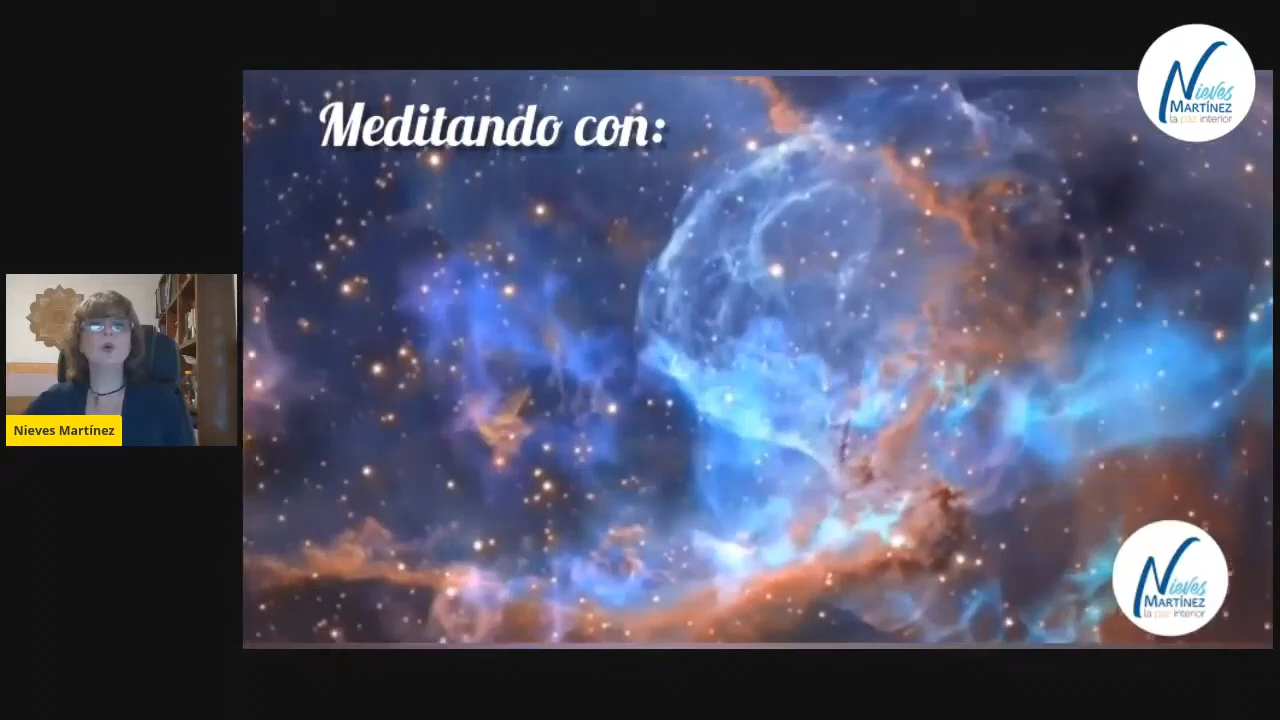 Nieves
MARTÍNEZ
la paz interior
Meditando con:
Nieves Martínez
Nieves
MARTÍNEZ
la paz interior